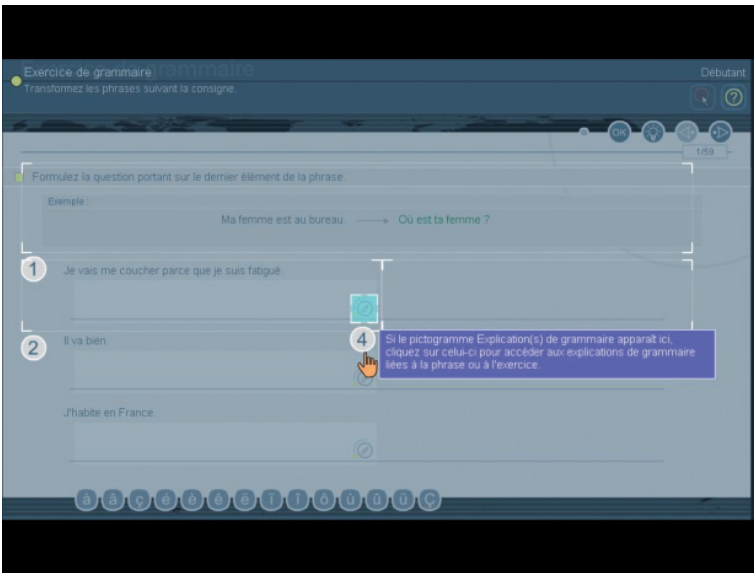 Exercice de grammaire
Débutant
Transformez les phrases suivant la consigne.
?
OK
1/59
Formulez la question portant sur le dernier élément de la phrase.
Exemple :
Ma femme est au bureau. Où est ta femme ?
1
Je vais me coucher parce que je suis fatigué.
2
Il va bien.
4
Si le pictogramme Explication(s) de grammaire apparaît ici,
cliquez sur celui-ci pour accéder aux explications de grammaire
liées à la phrase ou à l'exercice.
J'habite en France.
à â ç é è ê ë ï î ô ù û ü Ç